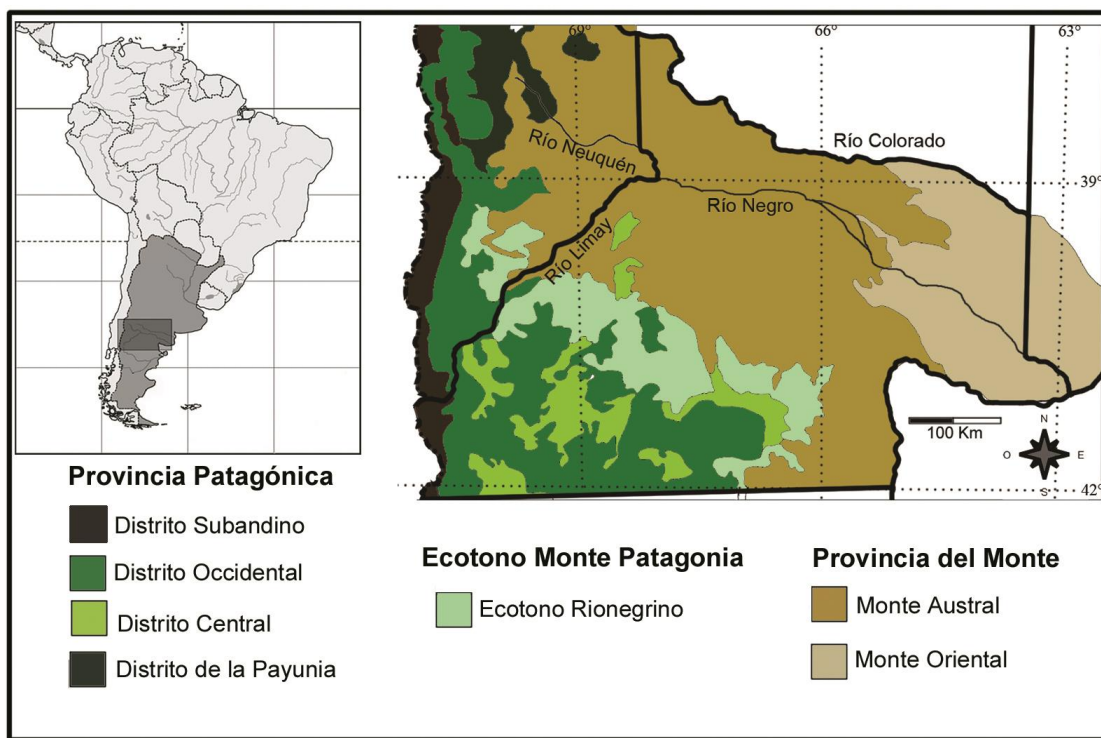 69°
66°
63°
Río Neuquén
Río Colorado
39°
Río Negro
Río Limay
100 Km
N
O
E
S
42°
Provincia Patagónica
Distrito Subandino
Distrito Occidental
Distrito Central
Distrito de la Payunia
Ecotono Monte Patagonia
Ecotono Rionegrino
Provincia del Monte
Monte Austral
Monte Oriental